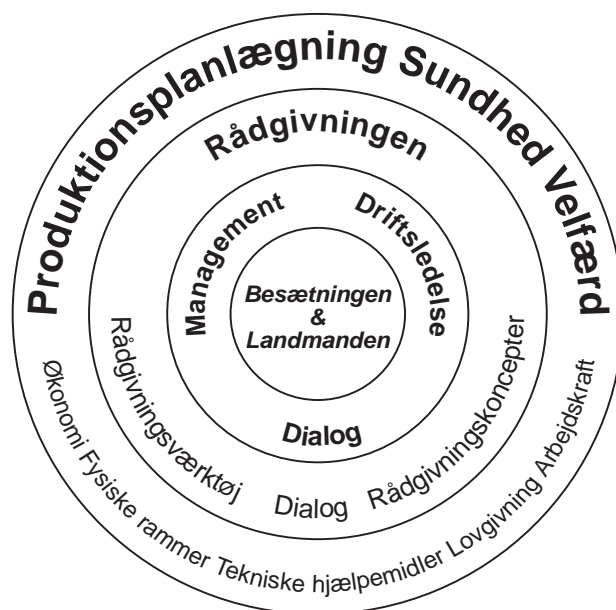 Produktionsplanlægning Sundhed Velfærd
Rådgivningen
Management
Driftsledelse
Besætningen
&
Landmanden
Dialog
Rådgivningsværktøj
Dialog
Rådgivningskoncepter
Økonomi Fysiske rammer Tekniske hjælpemidler Lovgivning Arbejdskraft